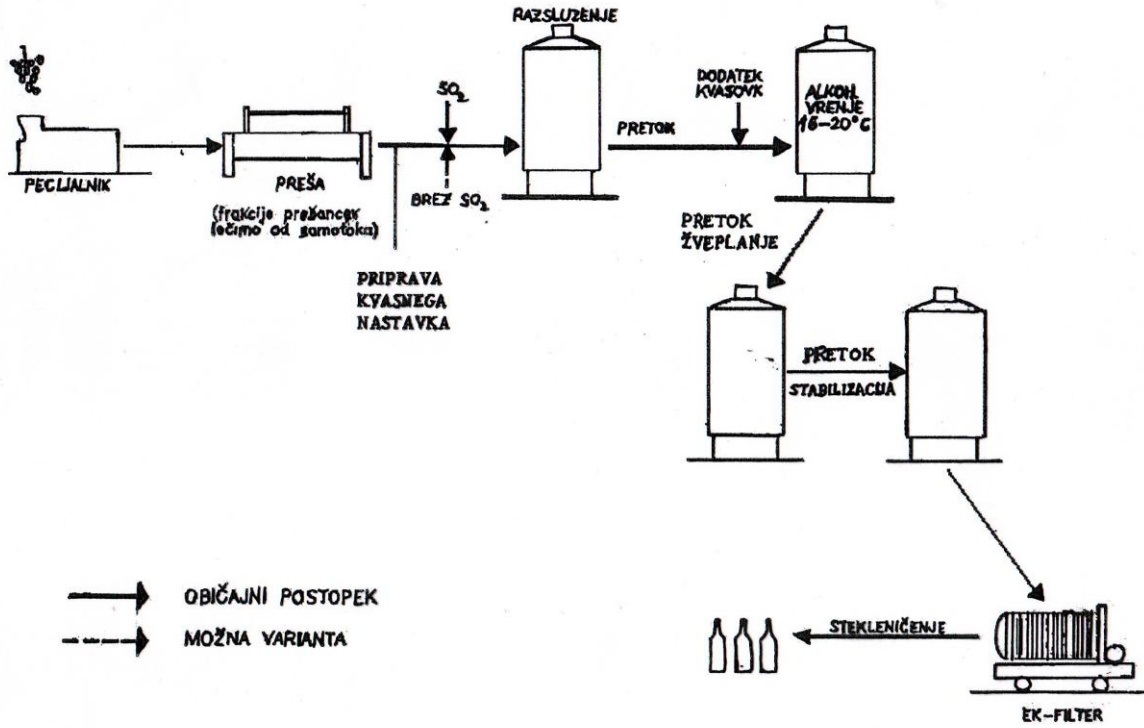 RAZSLUZENJE
SO₂
DODATEK
KVASOVK
ALKOH.
VRENJE
16-20°C
PRETOK
PECLJALNIK
PREŠA
BREZ SO₂
(frakcije prešancev
ločimo od samotoka)
PRETOK
ŽVEPLANJE
PRIPRAVA
KVASNEGA
NASTAVKA
PRETOK
STABILIZACIJA
OBIČAJNI POSTOPEK
MOŽNA VARIANTA
STEKLENIČENJE
EK-FILTER